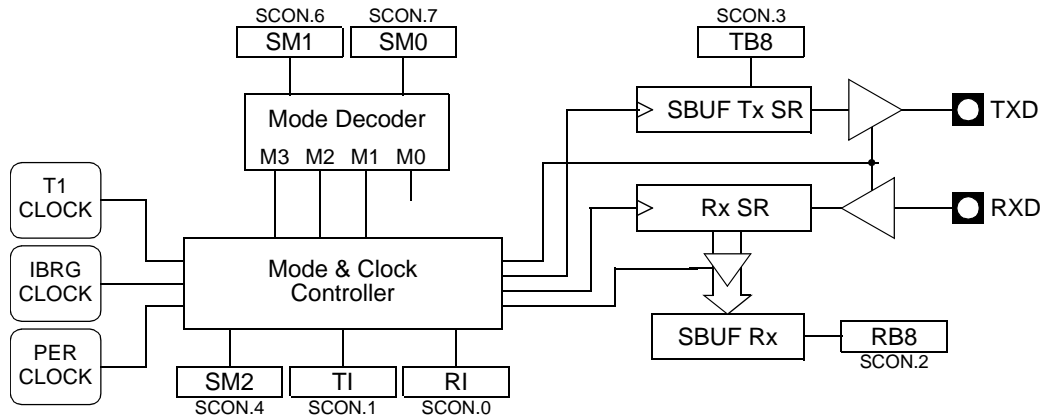 SCON.6
SCON.7
SCON.3
SM1
SM0
TB8
Mode Decoder
M3
M2
M1
M0
SBUF Tx SR
TXD
T1
CLOCK
Rx SR
RXD
IBRG
CLOCK
Mode & Clock
Controller
PER
CLOCK
SBUF Rx
RB8
SCON.2
SM2
TI
RI
SCON.4
SCON.1
SCON.0